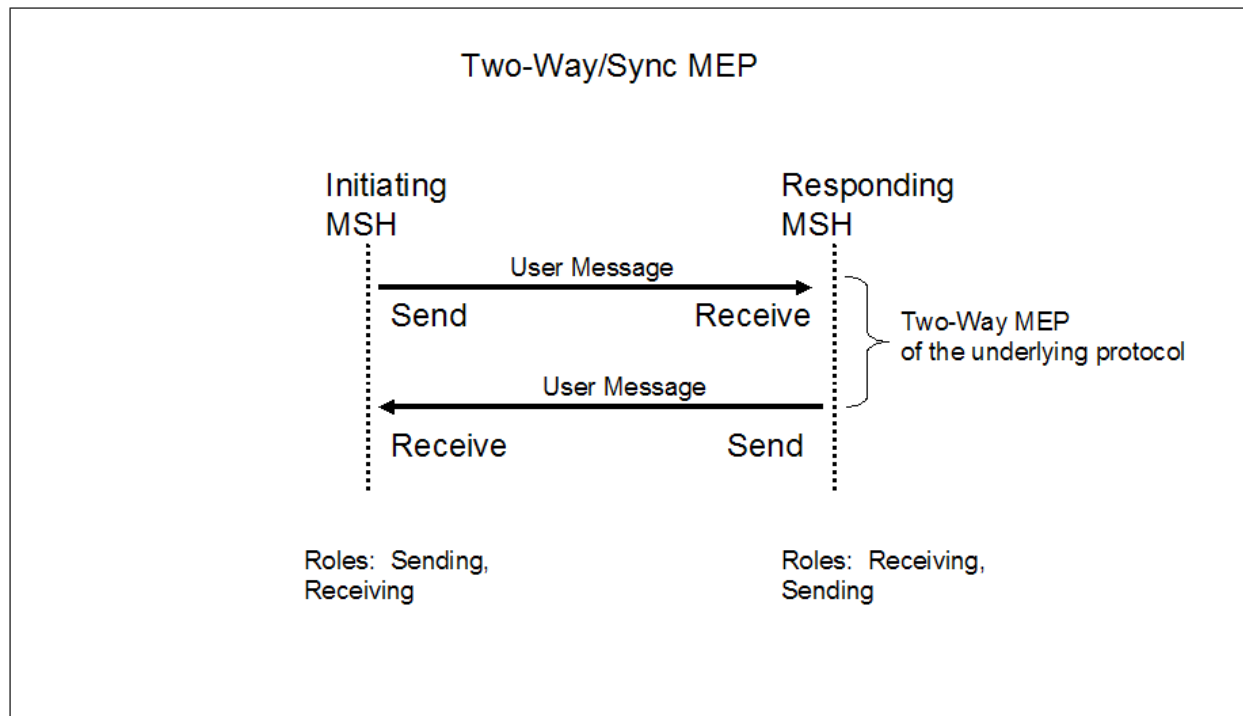 Two-Way/Sync MEP
Initiating
MSH
Responding
MSH
User Message
Send
Receive
Two-Way MEP
of the underlying protocol
User Message
Receive
Send
Roles: Sending,
Receiving
Roles: Receiving,
Sending